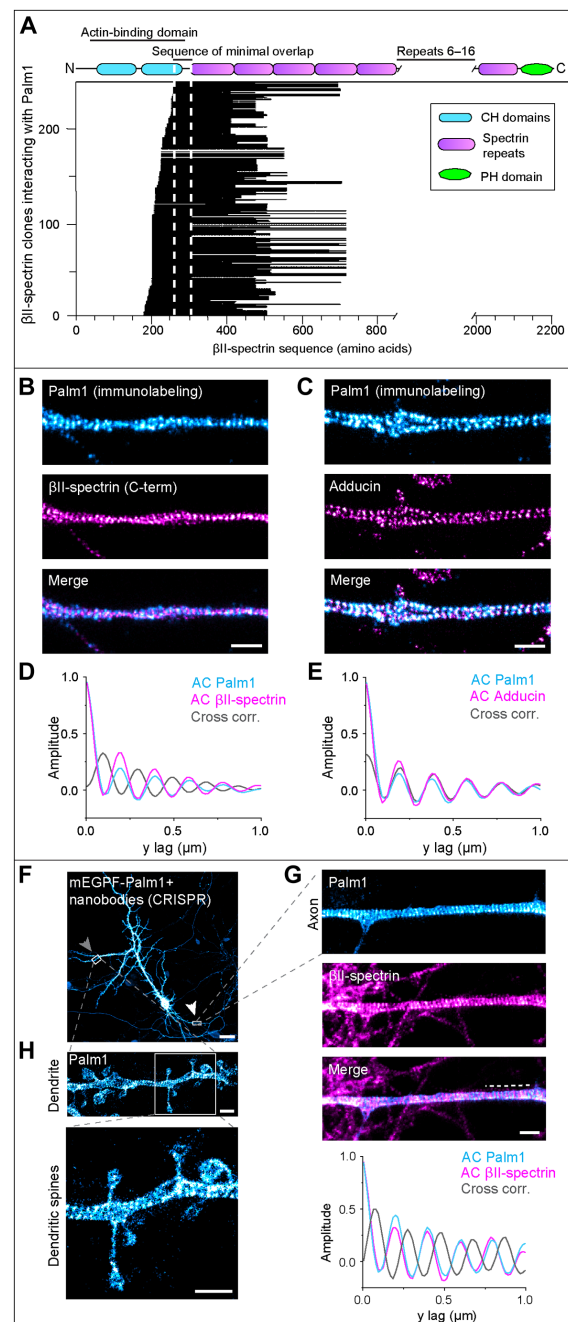 A
Actin-binding domain
Sequence of minimal overlap
Repeats 6–16
N
C
CH domains
Spectrin
repeats
PH domain
βII-spectrin clones interacting with Palm1
200
100
0
0
200
400
600
800
2000
2200
βII-spectrin sequence (amino acids)
B
Palm1 (immunolabeling)
βII-spectrin (C-term)
Merge
C
Palm1 (immunolabeling)
Adducin
Merge
D
AC Palm1
AC βII-spectrin
Cross corr.
Amplitude
1.0
0.5
0.0
0.0
0.5
1.0
y lag (µm)
E
AC Palm1
AC Adducin
Cross corr.
Amplitude
1.0
0.5
0.0
0.0
0.5
1.0
y lag (µm)
F
mEGPF-Palm1+
nanobodies (CRISPR)
G
Axon
Palm1
βII-spectrin
Merge
H
Dendrite
Palm1
Dendritic spines
AC Palm1
AC βII-spectrin
Cross corr.
Amplitude
1.0
0.5
0.0
0.0
0.5
1.0
y lag (µm)